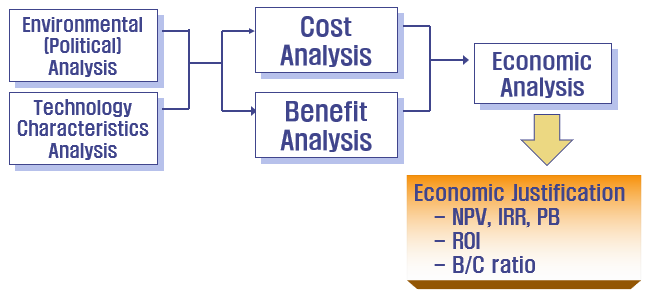 Environmental
(Political)
Analysis
Technology
Characteristics
Analysis
Cost
Analysis
Benefit
Analysis
Economic
Analysis
Economic Justification
– NPV, IRR, PB
– ROI
– B/C ratio